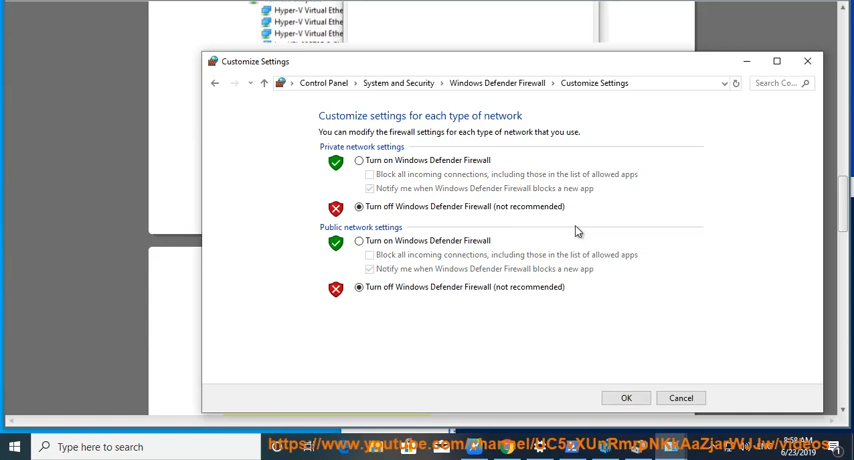 Hyper-V Virtual Ethe
Hyper-V Virtual Ethe
Hyper-V Virtual Ethe
Customize Settings
Control Panel > System and Security > Windows Defender Firewall > Customize Settings
Search Co...
Customize settings for each type of network
You can modify the firewall settings for each type of network that you use.
Private network settings
Turn on Windows Defender Firewall
Block all incoming connections, including those in the list of allowed apps
Notify me when Windows Defender Firewall blocks a new app
Turn off Windows Defender Firewall (not recommended)
Public network settings
Turn on Windows Defender Firewall
Block all incoming connections, including those in the list of allowed apps
Notify me when Windows Defender Firewall blocks a new app
Turn off Windows Defender Firewall (not recommended)
OK
Cancel
Type here to search
8:58 AM
6/23/2019